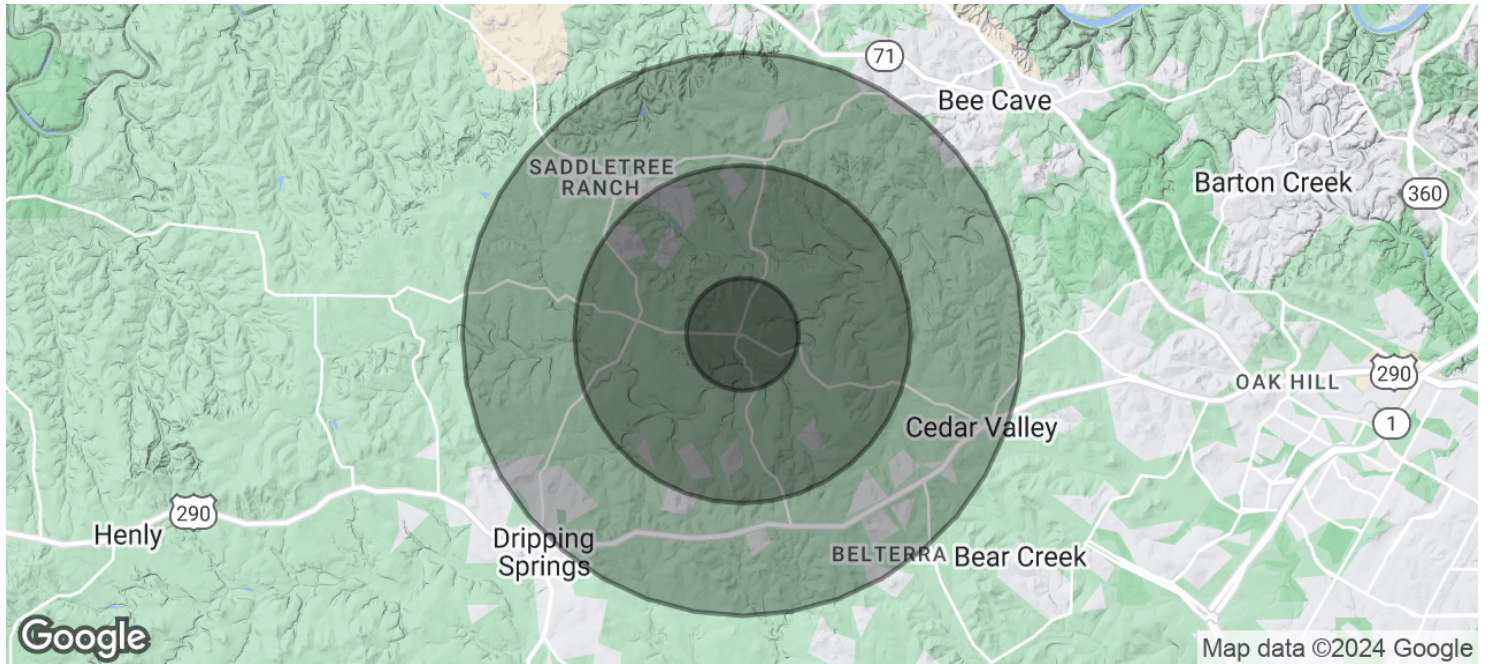 71
Bee Cave
SADDLETREE
RANCH
Barton Creek
360
290
OAK HILL
1
Cedar Valley
290
Henly
Dripping
Springs
BELTERRA
Bear Creek
Google
Map data ©2024 Google